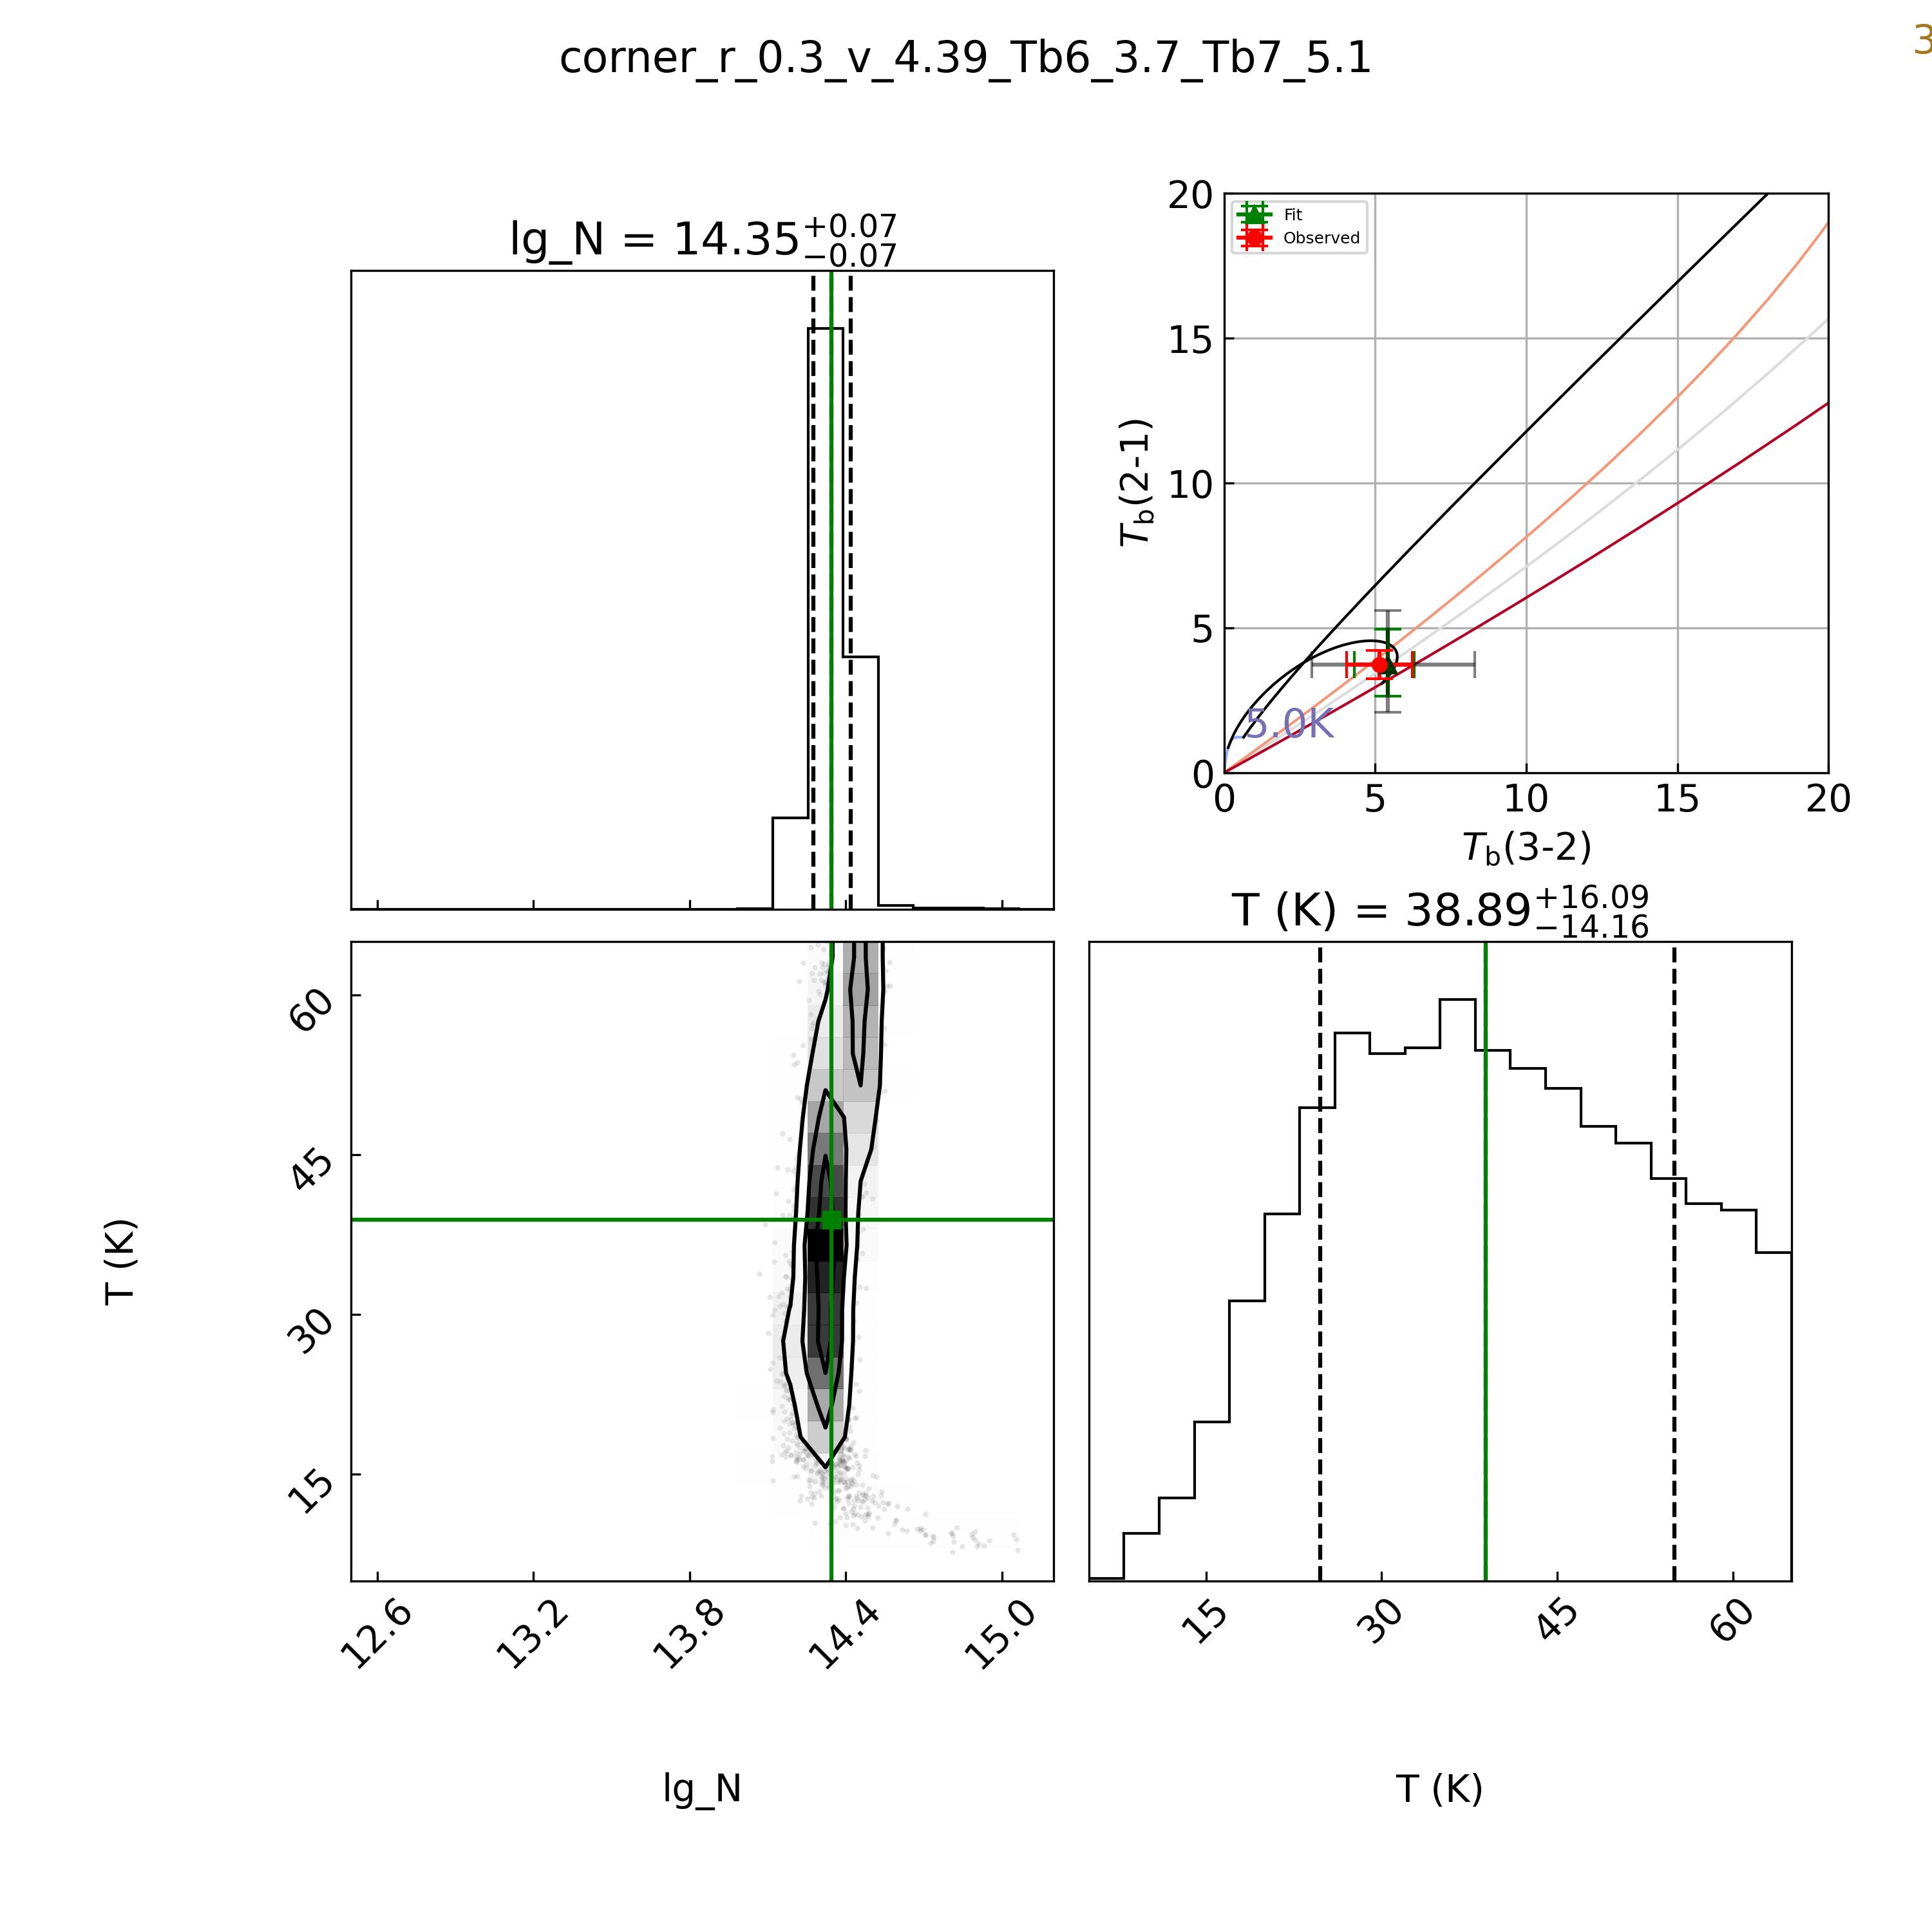 corner_r_0.3_v_4.39_Tb6_3.7_Tb7_5.1
3
lg_N = 14.35+0.07−0.07
20
15
10
5
0
Fit
Observed
5.0K
Tb(2-1)
0 5 10 15 20
Tb(3-2)
T (K) = 38.89+16.09−14.16
60
45
30
15
T (K)
12.6 13.2 13.8 14.4 15.0
15 30 45 60
lg_N
T (K)